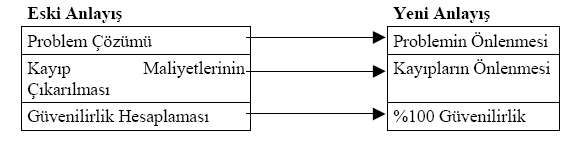 Eski Anlayış
Yeni Anlayış
Problem Çözümü
Problemin Önlenmesi
Kayıp Maliyetlerinin
Çıkarılması
Kayıpların Önlenmesi
Güvenilirlik Hesaplaması
%100 Güvenilirlik